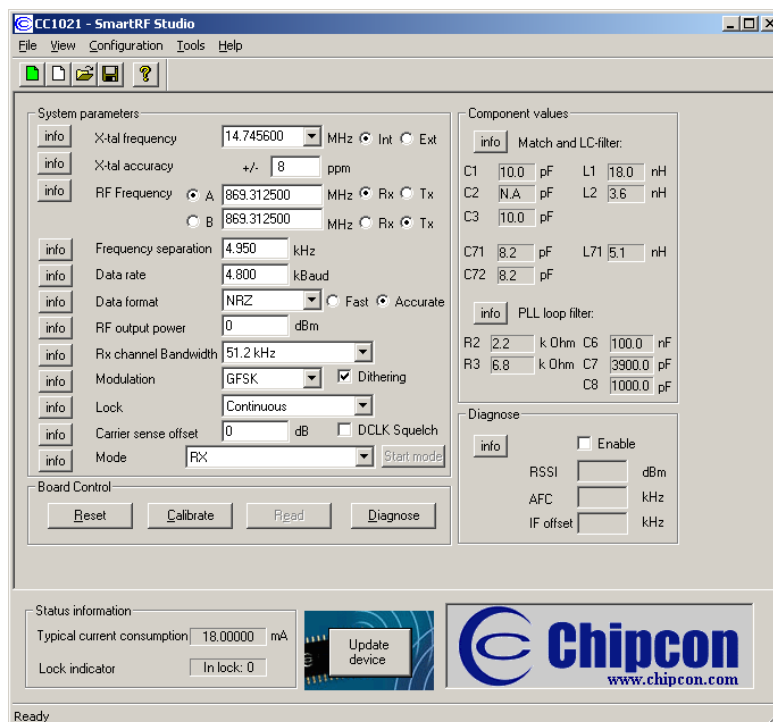 CC1021 - SmartRF Studio
File View Configuration Tools Help
System parameters
info X-tal frequency 14.745600 MHz Int Ext
info X-tal accuracy +/- 8 ppm
info RF Frequency A 869.312500 MHz Rx Tx
B 869.312500 MHz Rx Tx
info Frequency separation 4.950 kHz
info Data rate 4.800 kBaud
info Data format NRZ Fast Accurate
info RF output power 0 dBm
info Rx channel Bandwidth 51.2 kHz
info Modulation GFSK Dithering
info Lock Continuous
info Carrier sense offset 0 dB DCLK Squelch
info Mode RX Start mode
Board Control
Reset Calibrate Read Diagnose
Component values
info Match and LC-filter:
C1 10.0 pF L1 18.0 nH
C2 N.A pF L2 3.6 nH
C3 10.0 pF
C71 8.2 pF L71 5.1 nH
C72 8.2 pF
info PLL loop filter:
R2 2.2 k Ohm C6 100.0 nF
R3 6.8 k Ohm C7 3900.0 pF
C8 1000.0 pF
Diagnose
info Enable
RSSI dBm
AFC kHz
IF offset kHz
Status information
Typical current consumption 18.00000 mA
Lock indicator In lock: 0
Update
device
Chipcon
www.chipcon.com
Ready